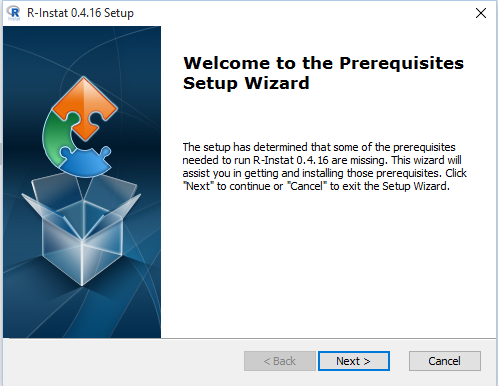 R-Instat 0.4.16 Setup
Welcome to the Prerequisites
Setup Wizard
The setup has determined that some of the prerequisites
needed to run R-Instat 0.4.16 are missing. This wizard will
assist you in getting and installing those prerequisites. Click
"Next" to continue or "Cancel" to exit the Setup Wizard.
< Back Next > Cancel